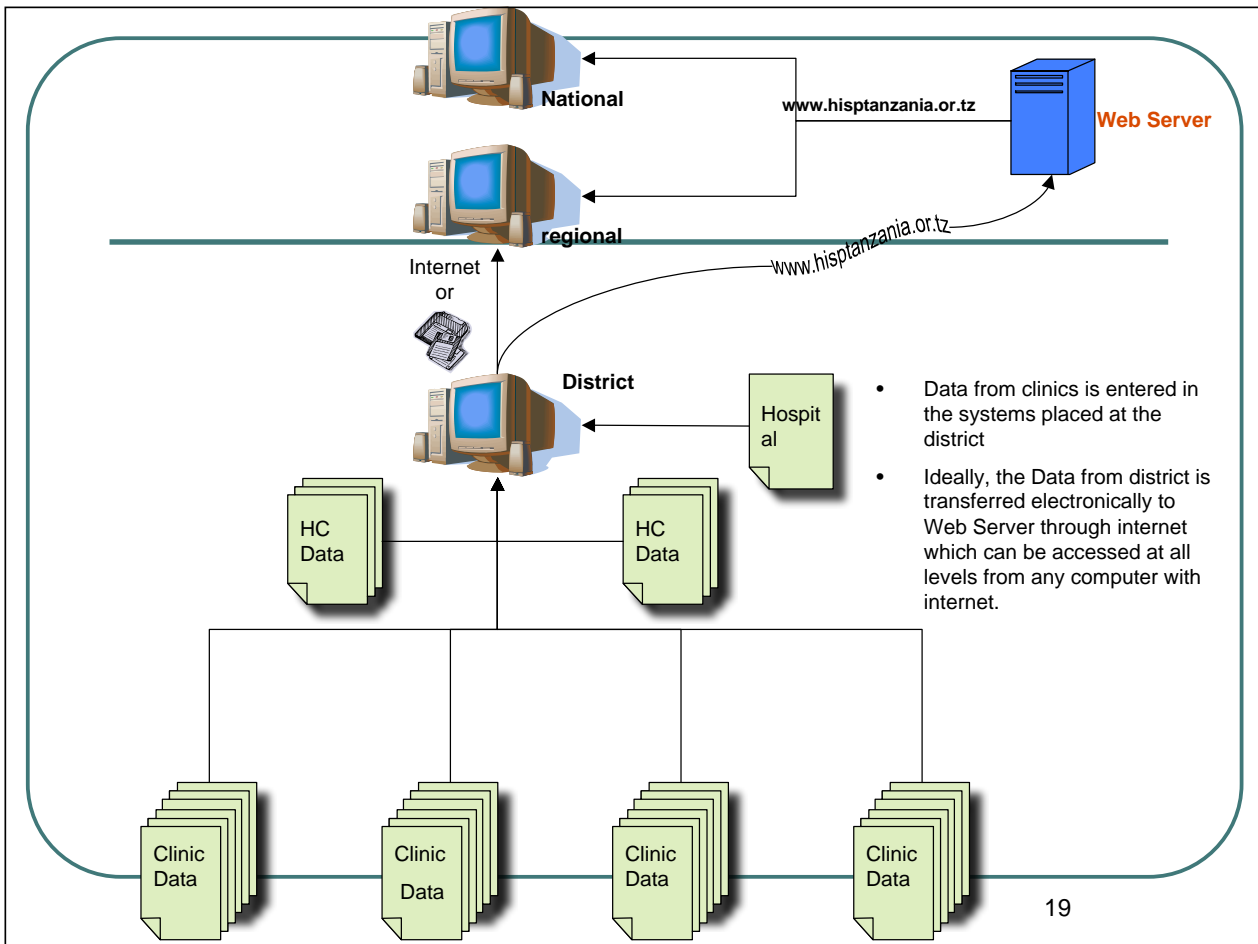 National
www.hisptanzania.or.tz
Web Server
regional
www.hisptanzania.or.tz
Internet
or
District
Hospit
al
• Data from clinics is entered in
the systems placed at the
district
• Ideally, the Data from district is
transferred electronically to
Web Server through internet
which can be accessed at all
levels from any computer with
internet.
HC
Data
HC
Data
Clinic
Data
Clinic
Data
Clinic
Data
Clinic
Data
19